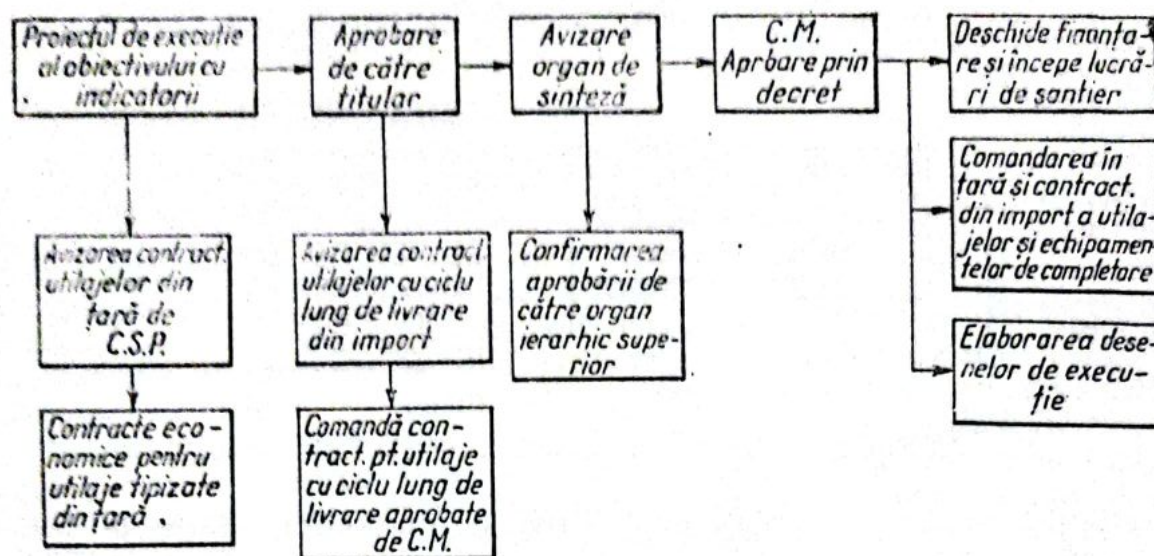 Proiectul de execuție
al obiectivului cu
indicatorii
Aprobare
de către
titular
Avizare
organ de
sinteză
C.M.
Aprbare prin
decret
Deschide finanța-
re și începe lucră-
ri de șantier
Comandarea în
țară și contract.
din import a utila-
jelor și echipamen-
telor de completare
Elaborarea dese-
nelor de execu-
ție
Avizarea contract.
utilajelor din
țară de
C.S.P.
Avizarea contract.
utilajelor cu ciclu
lung de livrare
din import
Confirmarea
aprobării de
către organ
ierarhic supe-
rior
Contracte eco-
nomice pentru
utilaje tipizate
din țară.
Comandă con-
tract. pt. utilaje
cu ciclu lung de
livrare aprobate
de C.M.